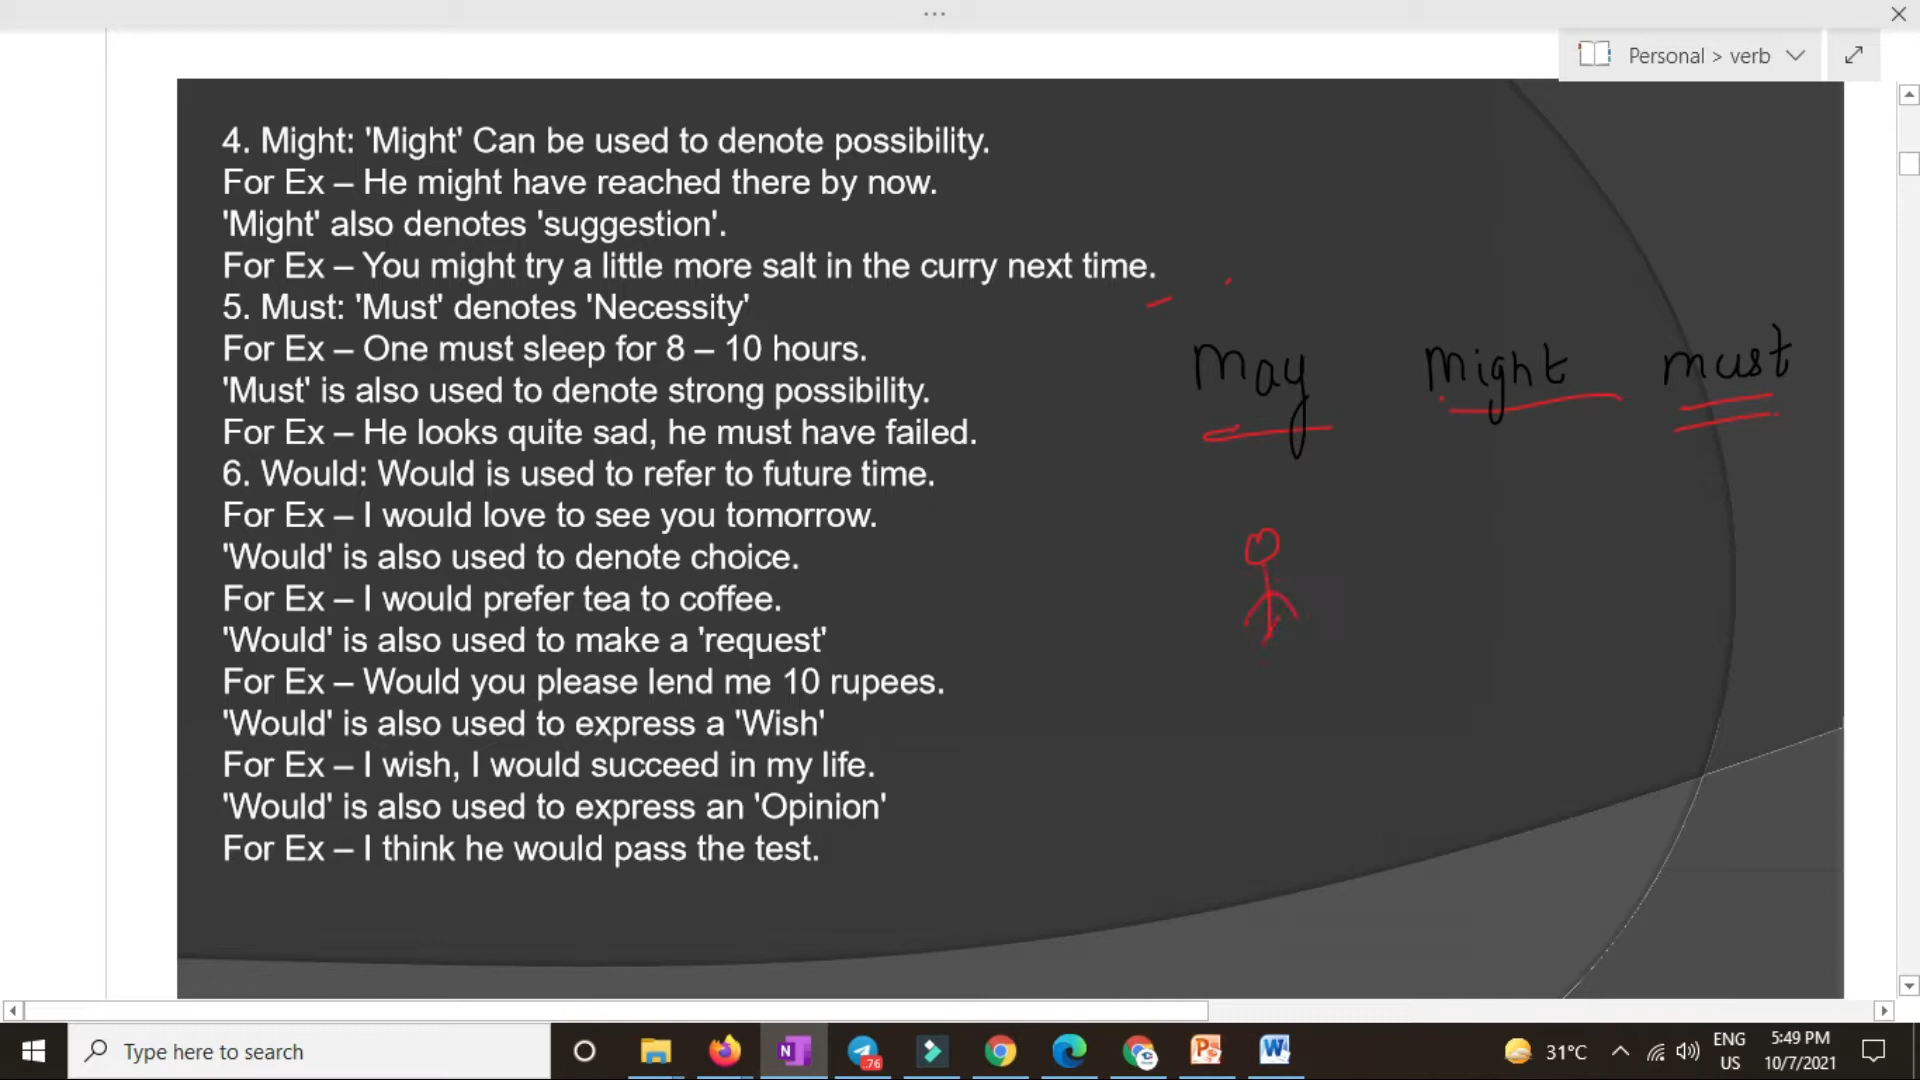 ...
Personal > verb
4. Might: 'Might' Can be used to denote possibility.
For Ex – He might have reached there by now.
'Might' also denotes 'suggestion'.
For Ex – You might try a little more salt in the curry next time.
5. Must: 'Must' denotes 'Necessity'
For Ex – One must sleep for 8 – 10 hours.
'Must' is also used to denote strong possibility.
For Ex – He looks quite sad, he must have failed.
6. Would: Would is used to refer to future time.
For Ex – I would love to see you tomorrow.
'Would' is also used to denote choice.
For Ex – I would prefer tea to coffee.
'Would' is also used to make a 'request'
For Ex – Would you please lend me 10 rupees.
'Would' is also used to express a 'Wish'
For Ex – I wish, I would succeed in my life.
'Would' is also used to express an 'Opinion'
For Ex – I think he would pass the test.
May Might must
Type here to search
76
31°C
ENG
US
5:49 PM
10/7/2021